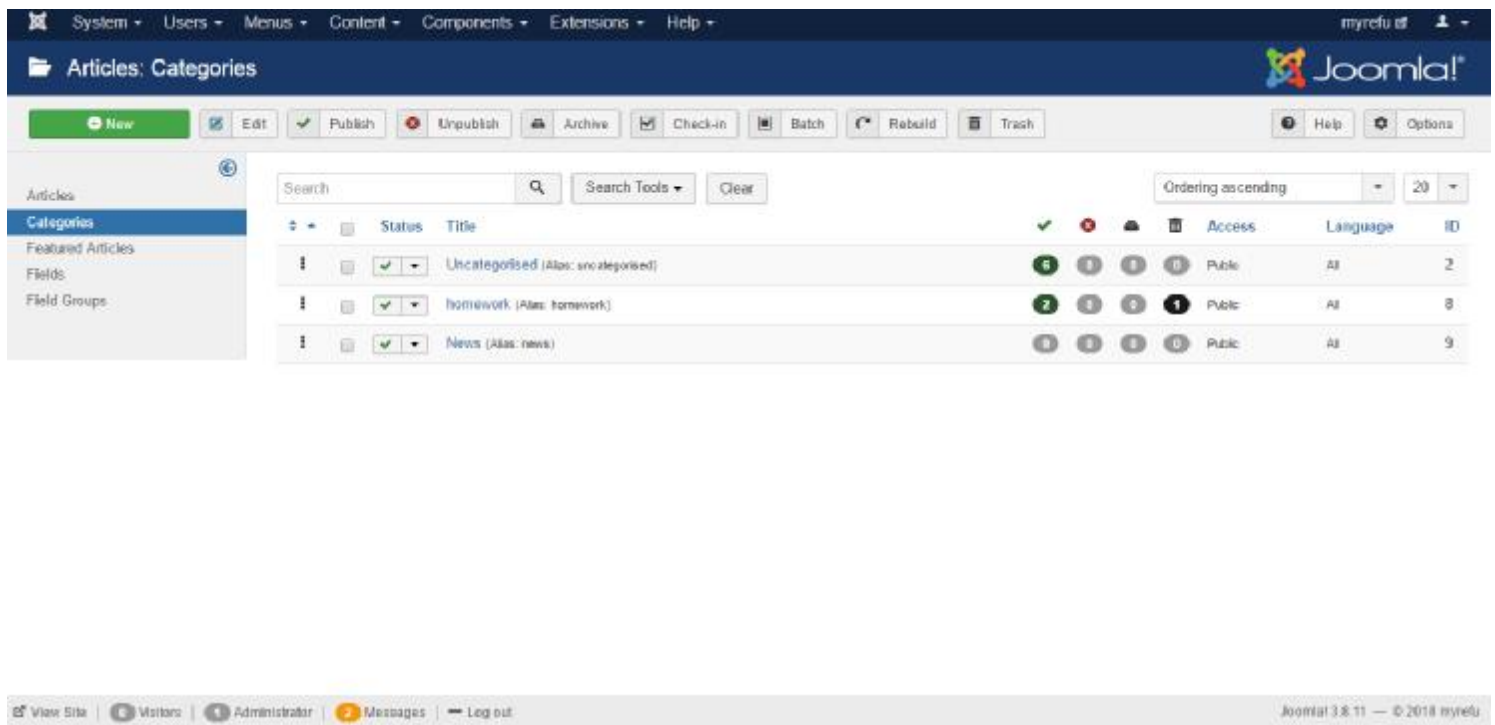 System Users Menus Content Components Extensions Help myrefu
Articles: Categories Joomla!
New Edit Publish Unpublish Archive Check-in Batch Rebuild Trash Help Options
Search Search Tools Clear Ordering ascending 20
Articles
Categories
Featured Articles
Fields
Field Groups
Status Title Access Language ID
Uncategorised (Alias: uncategorised) 6 0 0 0 Public All 2
homework (Alias: homework) 2 0 0 1 Public All 8
News (Alias: news) 0 0 0 0 Public All 9
View Site Visitors 1 Administrator 2 Messages Log out Joomla! 3.8.11 — © 2018 myrefu